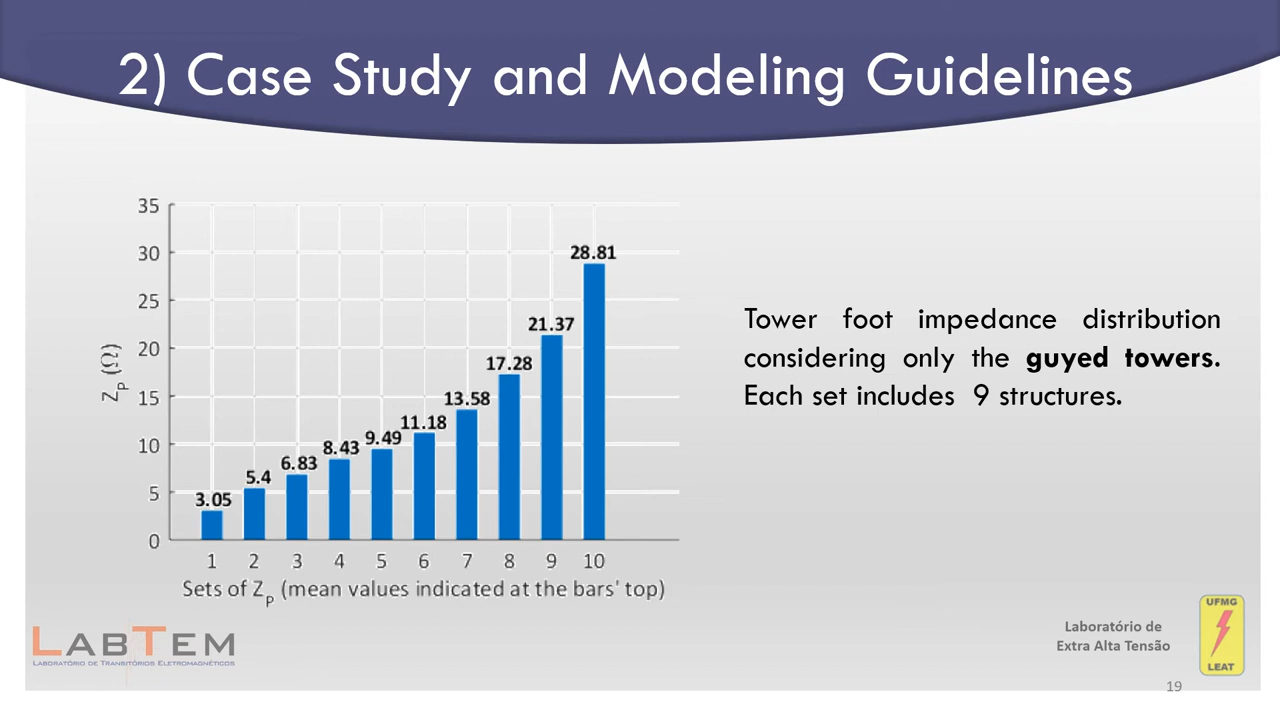 2) Case Study and Modeling Guidelines
35
30
25
20
15
10
5
0
Z_P (Ω)
3.05
5.4
6.83
8.43
9.49
11.18
13.58
17.28
21.37
28.81
1 2 3 4 5 6 7 8 9 10
Sets of Z_P (mean values indicated at the bars' top)
Tower foot impedance distribution
considering only the guyed towers.
Each set includes 9 structures.
LABTEM
LABORATÓRIO DE TRANSITÓRIOS ELETROMAGNÉTICOS
Laboratório de
Extra Alta Tensão
UFMG
LEAT
19